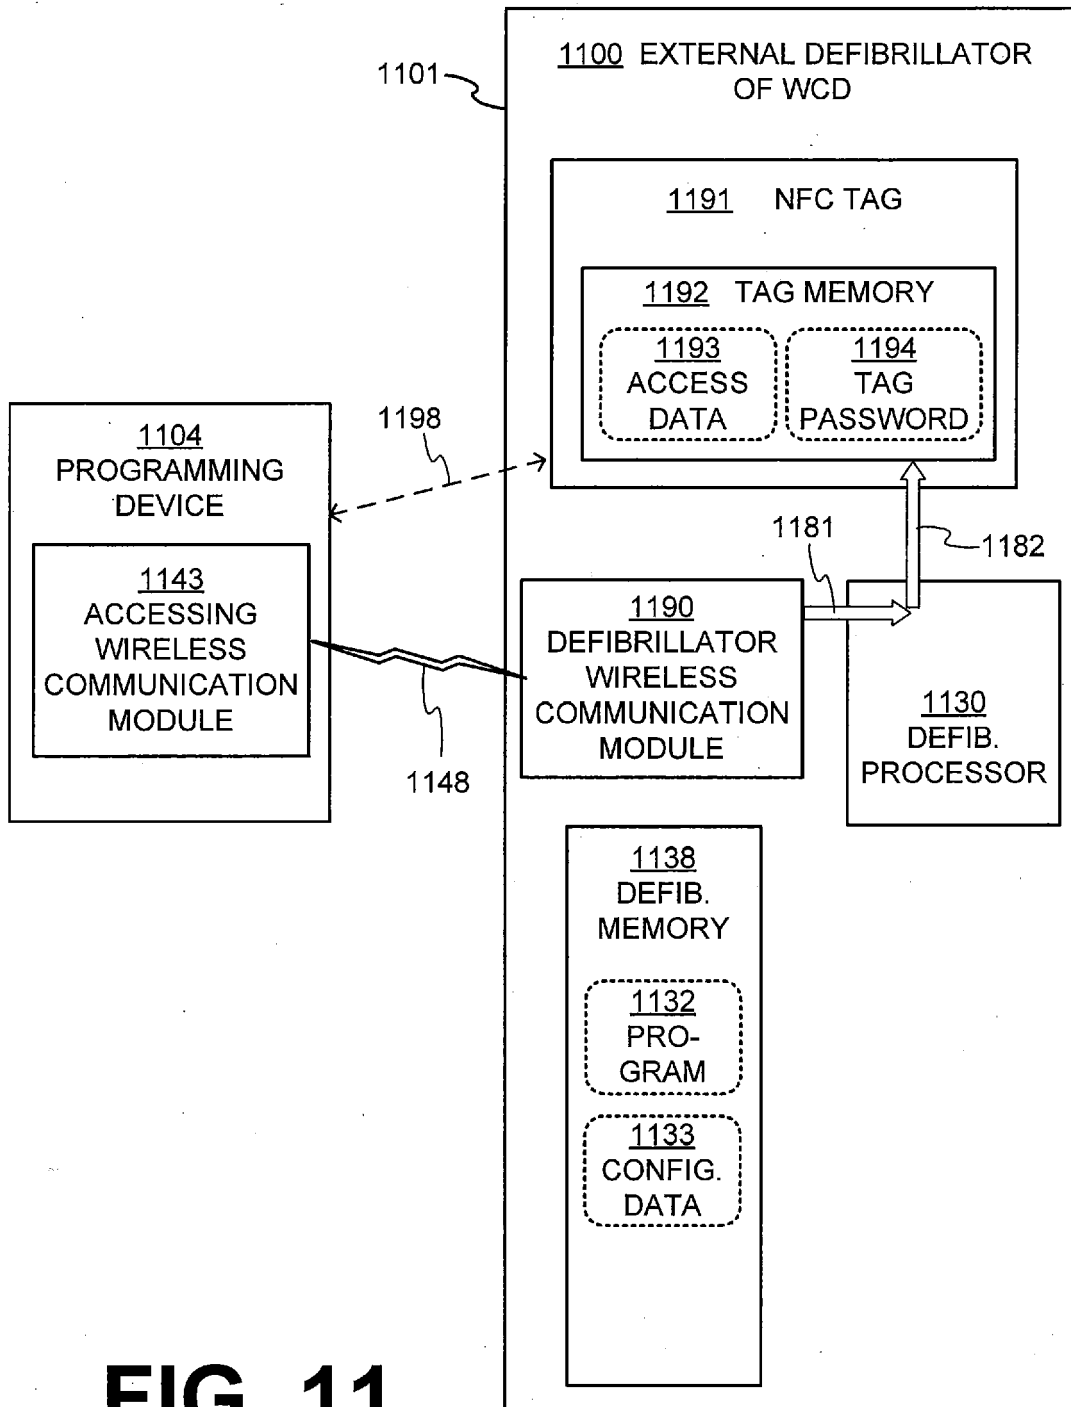 1100 EXTERNAL DEFIBRILLATOR
OF WCD
1101
1191 NFC TAG
1192 TAG MEMORY
1193
ACCESS
DATA
1194
TAG
PASSWORD
1198
1104
PROGRAMMING
DEVICE
1143
ACCESSING
WIRELESS
COMMUNICATION
MODULE
1148
1181
1182
1190
DEFIBRILLATOR
WIRELESS
COMMUNICATION
MODULE
1130
DEFIB.
PROCESSOR
1138
DEFIB.
MEMORY
1132
PRO-
GRAM
1133
CONFIG.
DATA
FIG. 11